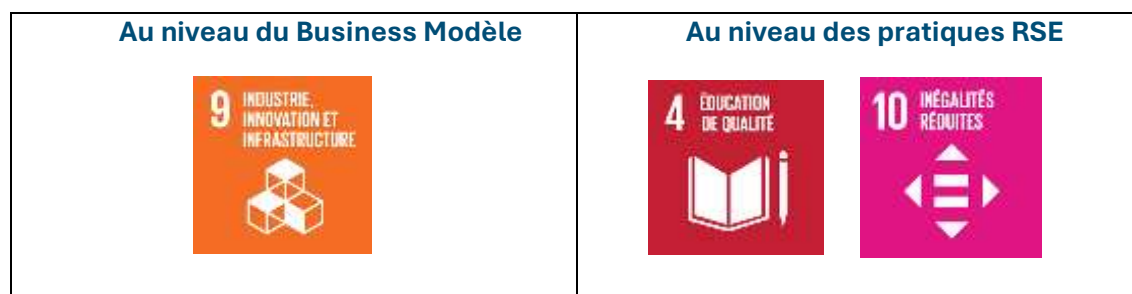 Au niveau du Business Modèle
9 INDUSTRIE,
INNOVATION ET
INFRASTRUCTURE
Au niveau des pratiques RSE
4 ÉDUCATION
DE QUALITÉ
10 INÉGALITÉS
RÉDUITES